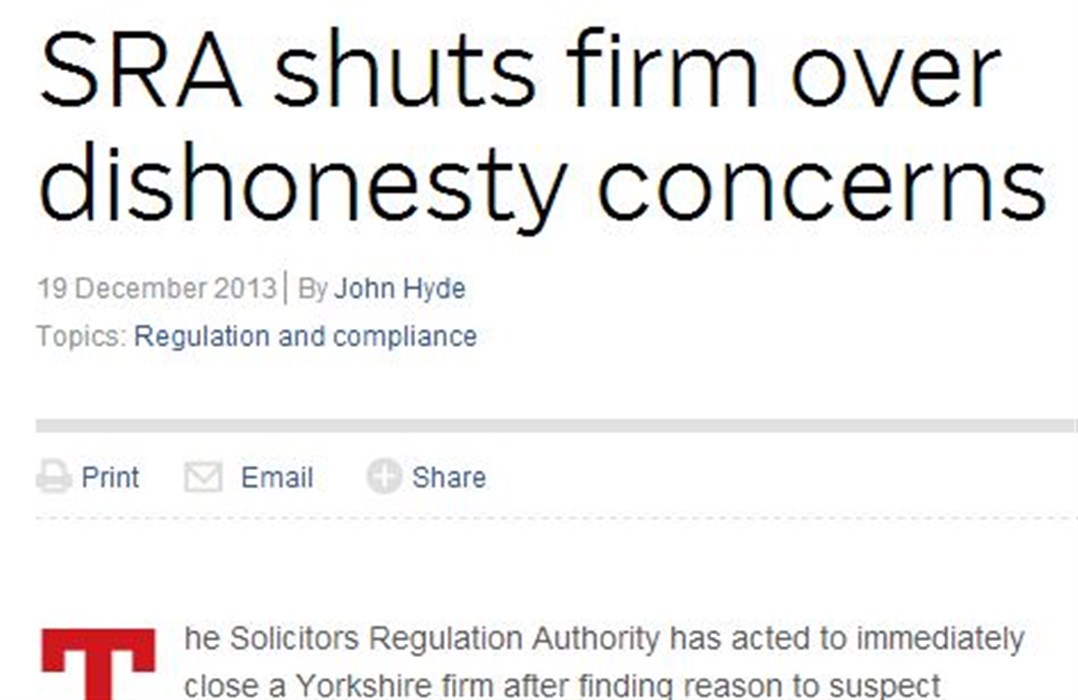 SRA shuts firm over
dishonesty concerns
19 December 2013| By John Hyde
Topics: Regulation and compliance
Print Email Share
The Solicitors Regulation Authority has acted to immediately
close a Yorkshire firm after finding reason to suspect